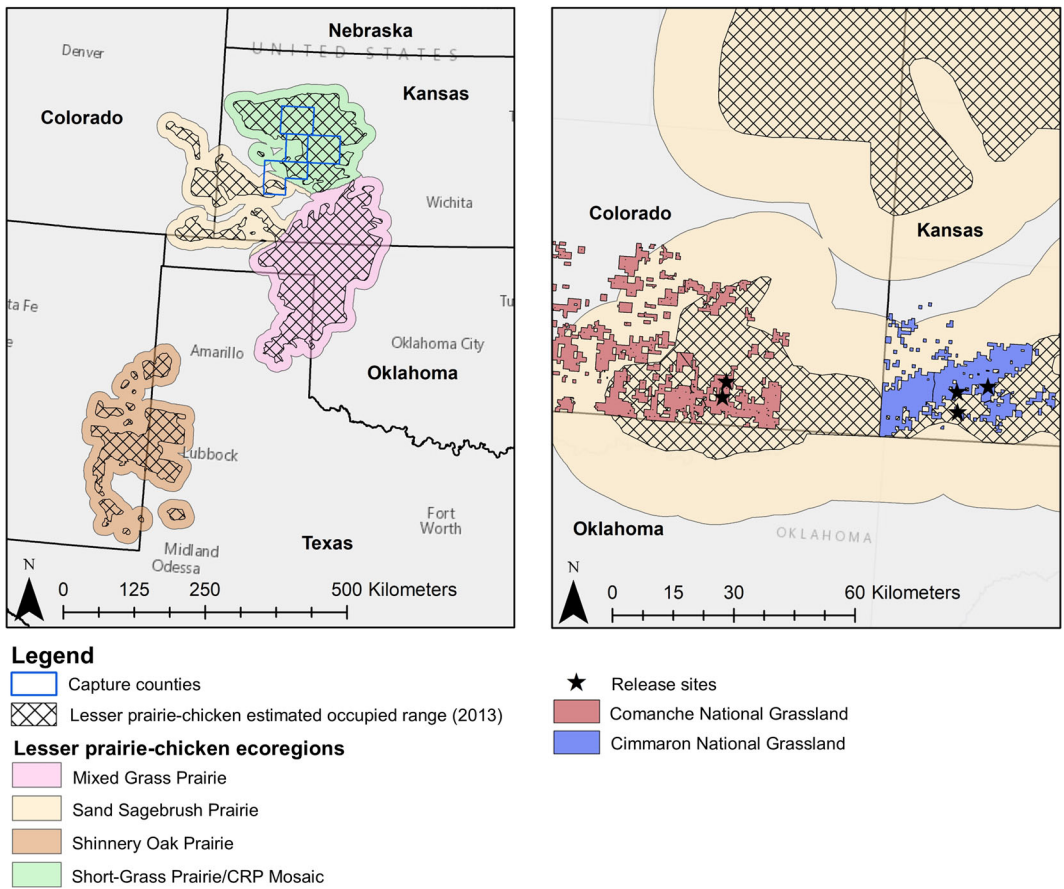 Nebraska
UNITED STATES
Denver
Kansas
Colorado
Wichita
Amarillo
Oklahoma City
Oklahoma
Lubbock
Fort
Worth
Texas
Midland
Odessa
N
0 125 250 500 Kilometers
Colorado
Kansas
Oklahoma
OKLAHOMA
N
0 15 30 60 Kilometers
Legend
Capture counties
Lesser prairie-chicken estimated occupied range (2013)
Lesser prairie-chicken ecoregions
Mixed Grass Prairie
Sand Sagebrush Prairie
Shinnery Oak Prairie
Short-Grass Prairie/CRP Mosaic
Release sites
Comanche National Grassland
Cimmaron National Grassland